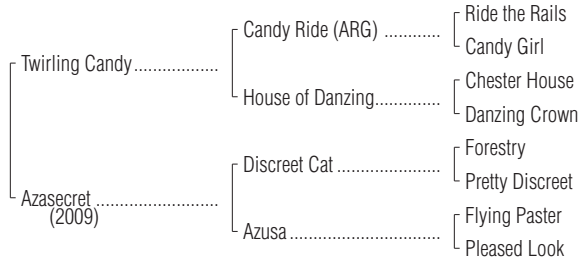 Ride the Rails
Candy Ride (ARG) ............
Candy Girl
Twirling Candy..................
Chester House
House of Danzing..............
Danzing Crown
Forestry
Discreet Cat ......................
Pretty Discreet
Azasecret ..........................
(2009)
Flying Paster
Azusa ................................
Pleased Look